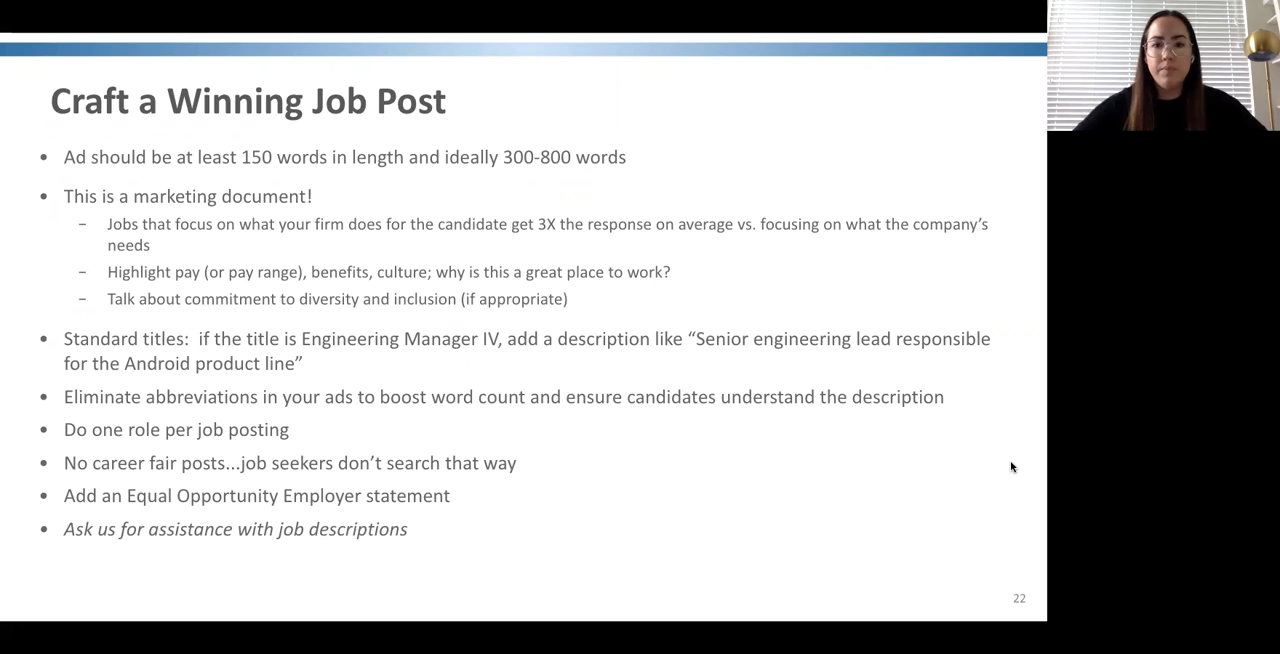 Craft a Winning Job Post
• Ad should be at least 150 words in length and ideally 300-800 words
• This is a marketing document!
– Jobs that focus on what your firm does for the candidate get 3X the response on average vs. focusing on what the company's
needs
– Highlight pay (or pay range), benefits, culture; why is this a great place to work?
– Talk about commitment to diversity and inclusion (if appropriate)
• Standard titles:  if the title is Engineering Manager IV, add a description like “Senior engineering lead responsible
for the Android product line”
• Eliminate abbreviations in your ads to boost word count and ensure candidates understand the description
• Do one role per job posting
• No career fair posts...job seekers don’t search that way
• Add an Equal Opportunity Employer statement
• Ask us for assistance with job descriptions
22